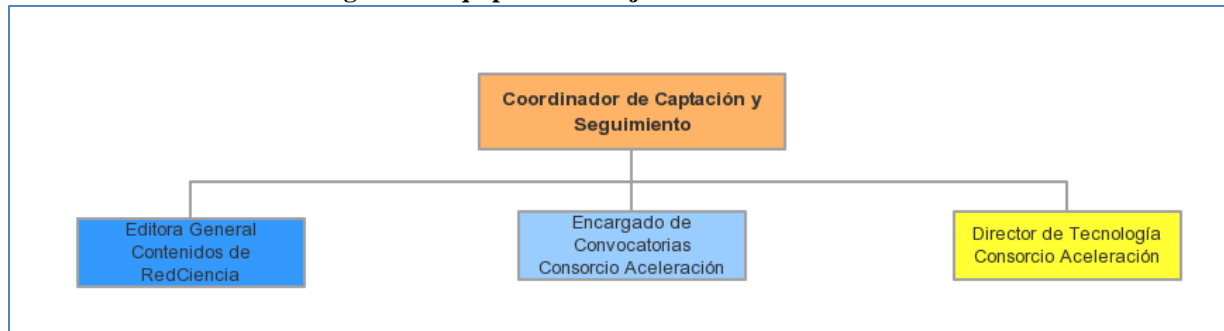 Coordinador de Captación y
Seguimiento
Editora General
Contenidos de
RedCiencia
Encargado de
Convocatorias
Consorcio Aceleración
Director de Tecnología
Consorcio Aceleración